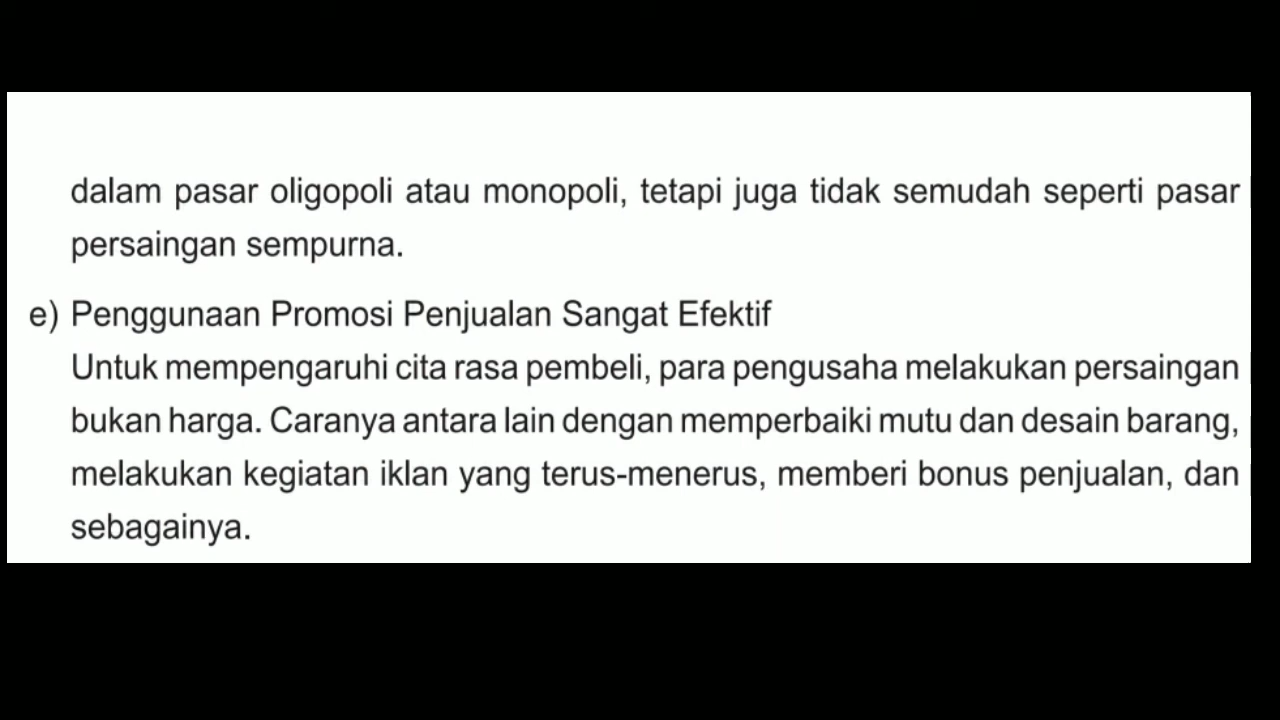 dalam pasar oligopoli atau monopoli, tetapi juga tidak semudah seperti pasar
persaingan sempurna.
e) Penggunaan Promosi Penjualan Sangat Efektif
Untuk mempengaruhi cita rasa pembeli, para pengusaha melakukan persaingan
bukan harga. Caranya antara lain dengan memperbaiki mutu dan desain barang,
melakukan kegiatan iklan yang terus-menerus, memberi bonus penjualan, dan
sebagainya.